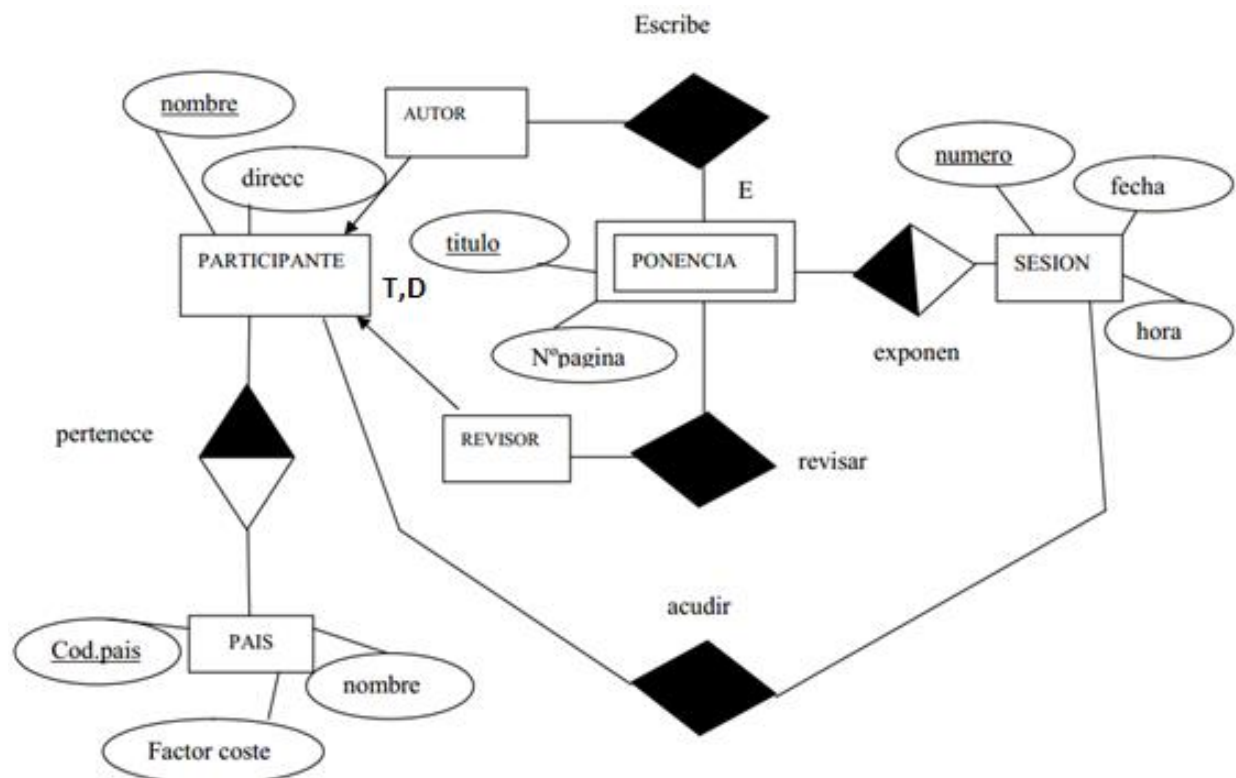 Escribe
nombre
AUTOR
direcc
numero
fecha
E
titulo
PARTICIPANTE
PONENCIA
SESION
T,D
hora
Nºpagina
exponen
pertenece
REVISOR
revisar
acudir
Cod.pais
PAIS
nombre
Factor coste